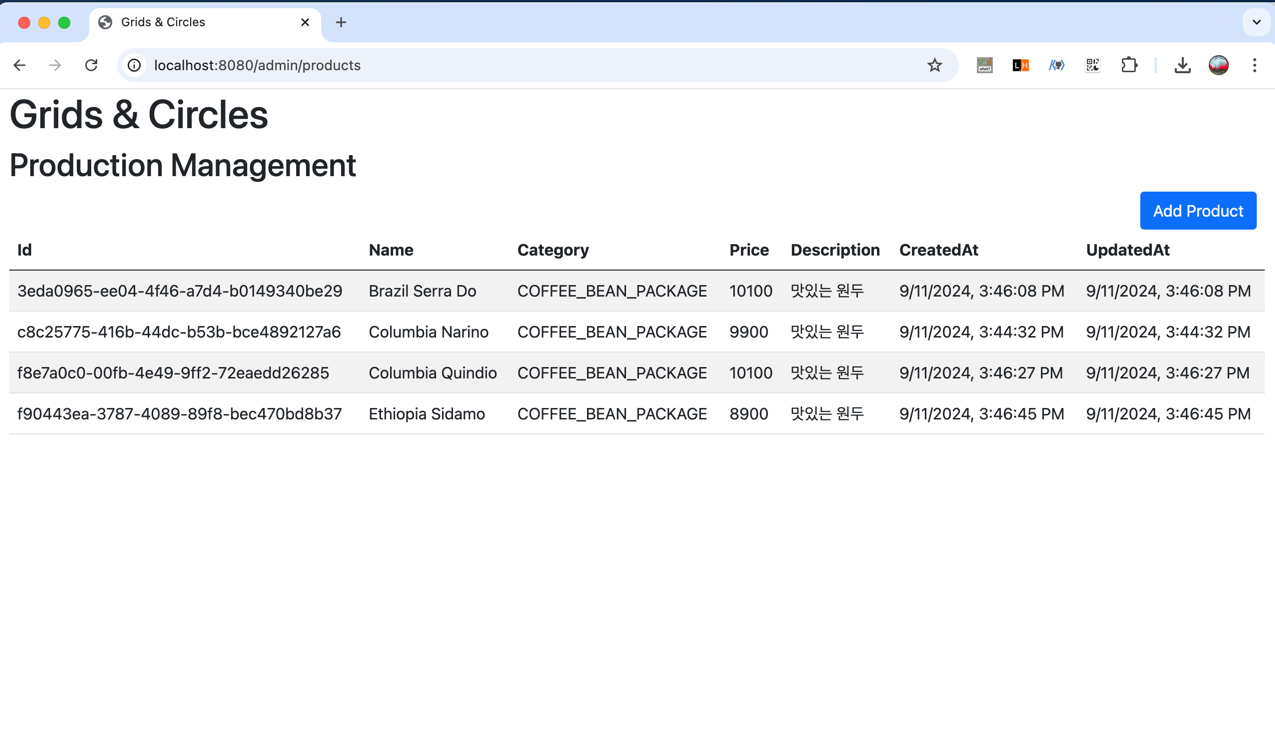 Grids & Circles
localhost:8080/admin/products
Grids & Circles
Production Management
Add Product
Id Name Category Price Description CreatedAt UpdatedAt
3eda0965-ee04-4f46-a7d4-b0149340be29 Brazil Serra Do COFFEE_BEAN_PACKAGE 10100 맛있는 원두 9/11/2024, 3:46:08 PM 9/11/2024, 3:46:08 PM
c8c25775-416b-44dc-b53b-bce4892127a6 Columbia Narino COFFEE_BEAN_PACKAGE 9900 맛있는 원두 9/11/2024, 3:44:32 PM 9/11/2024, 3:44:32 PM
f8e7a0c0-00fb-4e49-9ff2-72eaedd26285 Columbia Quindio COFFEE_BEAN_PACKAGE 10100 맛있는 원두 9/11/2024, 3:46:27 PM 9/11/2024, 3:46:27 PM
f90443ea-3787-4089-89f8-bec470bd8b37 Ethiopia Sidamo COFFEE_BEAN_PACKAGE 8900 맛있는 원두 9/11/2024, 3:46:45 PM 9/11/2024, 3:46:45 PM